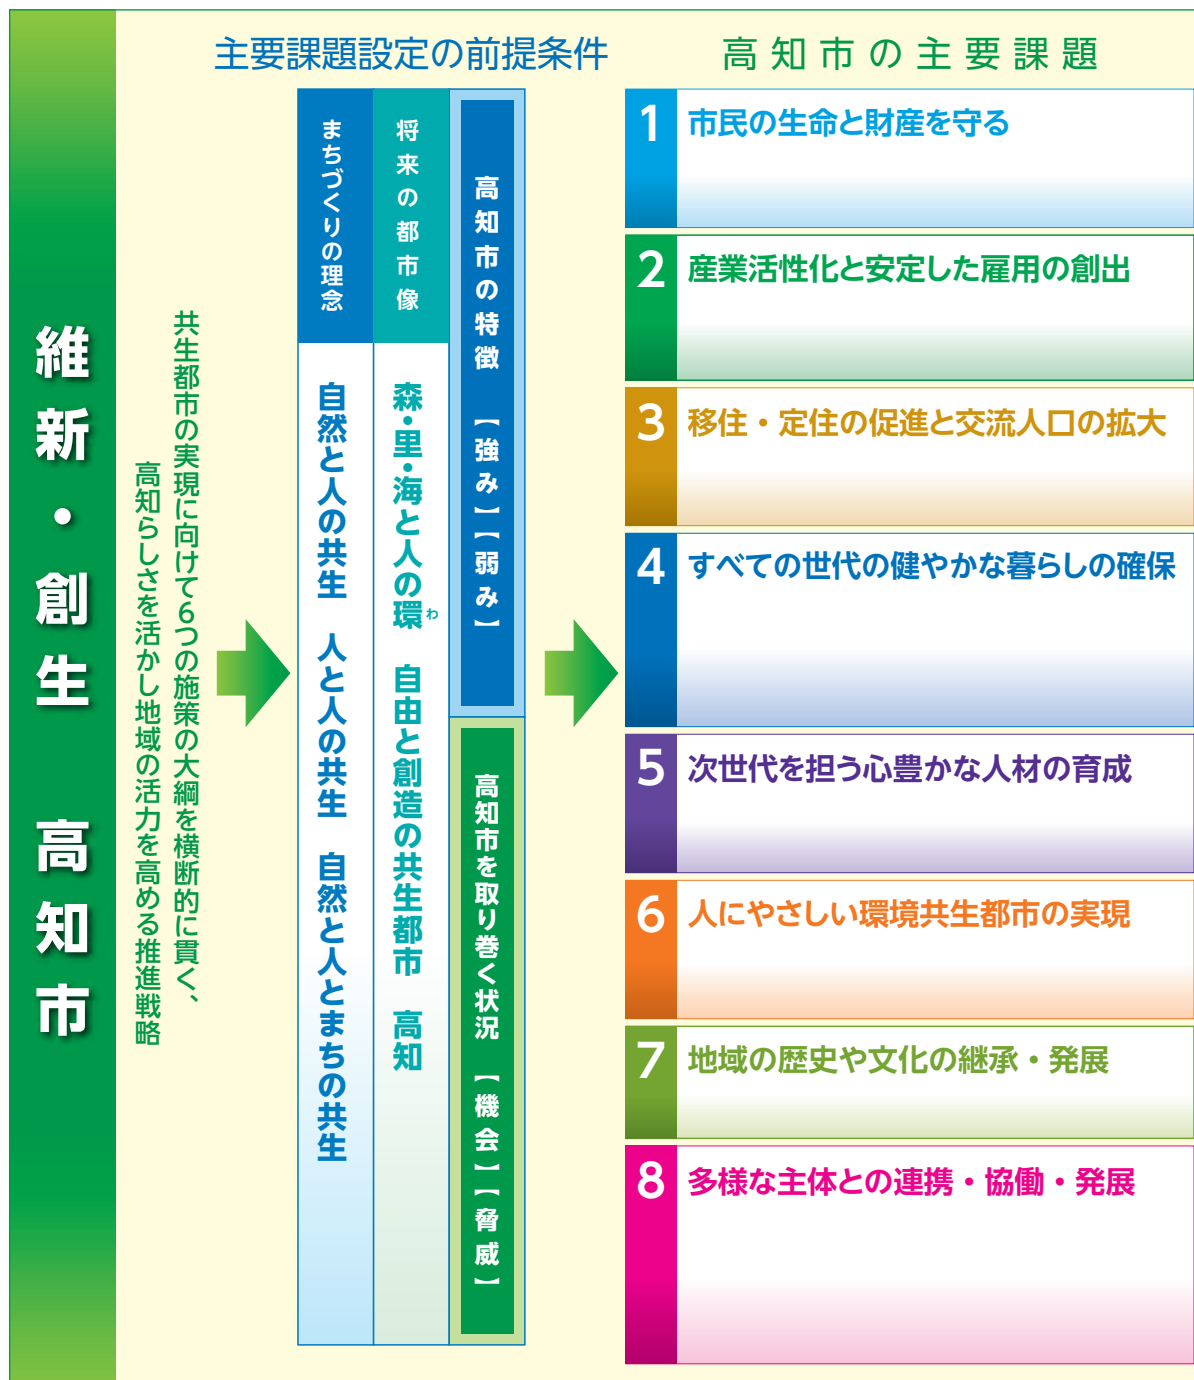 維新・創生 高知市
共生都市の実現に向けて6つの施策の大綱を横断的に貫く、
高知らしさを活かし地域の活力を高める推進戦略
主要課題設定の前提条件
まちづくりの理念
自然と人の共生 人と人の共生 自然と人とまちの共生
将来の都市像
森・里・海と人の環 自由と創造の共生都市 高知
わ
高知市の特徴 【強み】【弱み】
高知市を取り巻く状況 【機会】【脅威】
高知市の主要課題
1 市民の生命と財産を守る
2 産業活性化と安定した雇用の創出
3 移住・定住の促進と交流人口の拡大
4 すべての世代の健やかな暮らしの確保
5 次世代を担う心豊かな人材の育成
6 人にやさしい環境共生都市の実現
7 地域の歴史や文化の継承・発展
8 多様な主体との連携・協働・発展